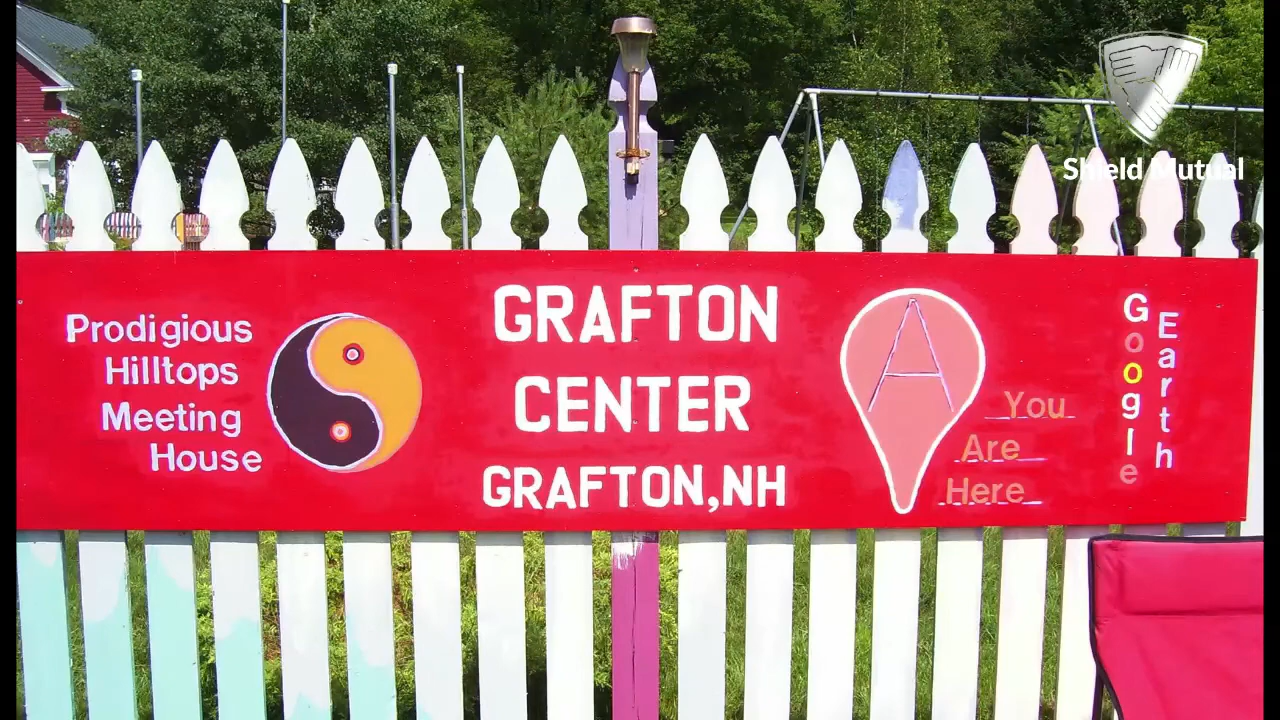 Shield Mutual
Prodigious
Hilltops
Meeting
House
GRAFTON
CENTER
GRAFTON,NH
A
You
Are
Here
Google
Earth